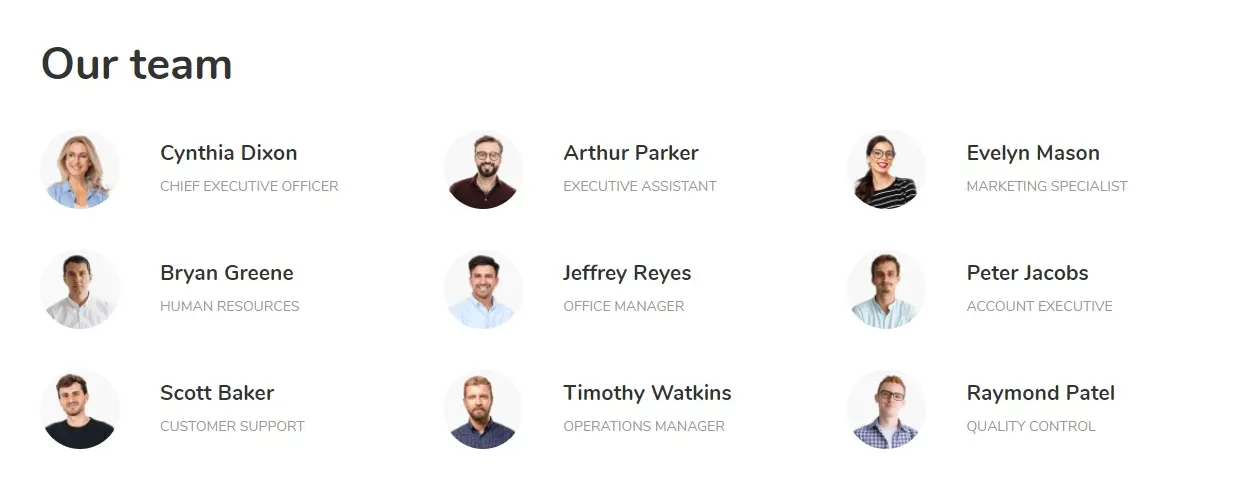 Our team
Cynthia Dixon
CHIEF EXECUTIVE OFFICER
Arthur Parker
EXECUTIVE ASSISTANT
Evelyn Mason
MARKETING SPECIALIST
Bryan Greene
HUMAN RESOURCES
Jeffrey Reyes
OFFICE MANAGER
Peter Jacobs
ACCOUNT EXECUTIVE
Scott Baker
CUSTOMER SUPPORT
Timothy Watkins
OPERATIONS MANAGER
Raymond Patel
QUALITY CONTROL